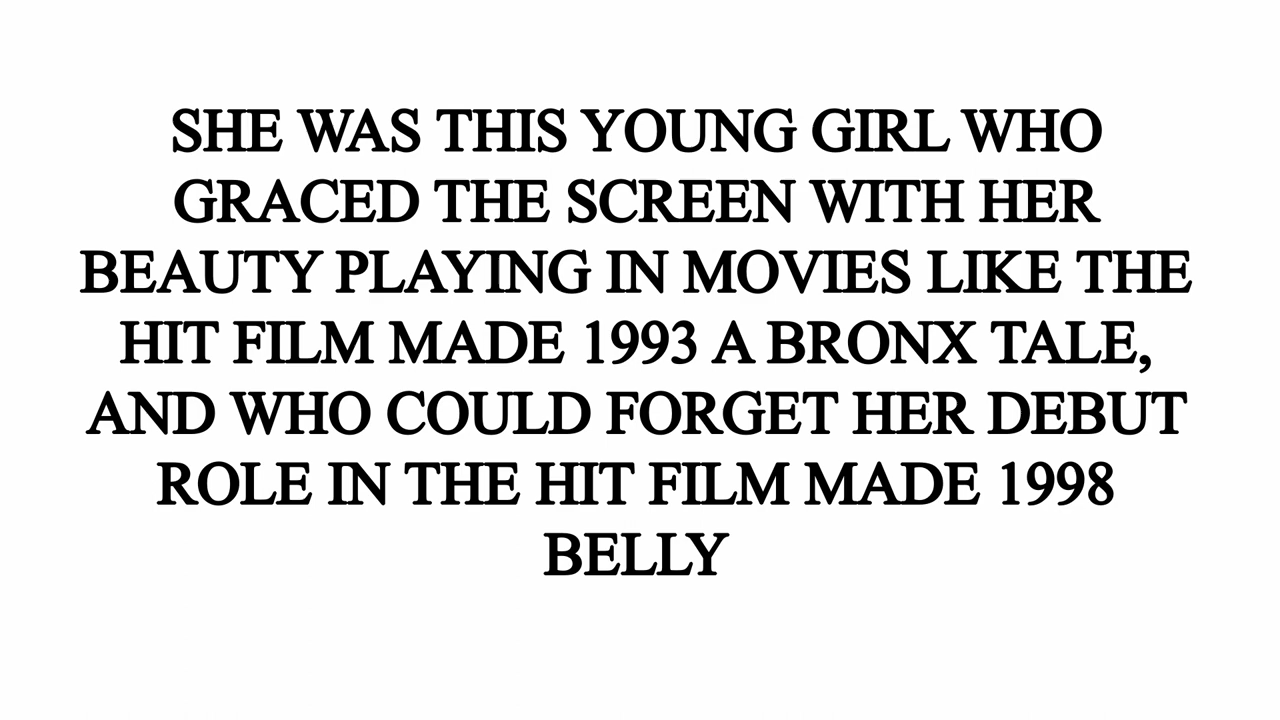 SHE WAS THIS YOUNG GIRL WHO
GRACED THE SCREEN WITH HER
BEAUTY PLAYING IN MOVIES LIKE THE
HIT FILM MADE 1993 A BRONX TALE,
AND WHO COULD FORGET HER DEBUT
ROLE IN THE HIT FILM MADE 1998
BELLY